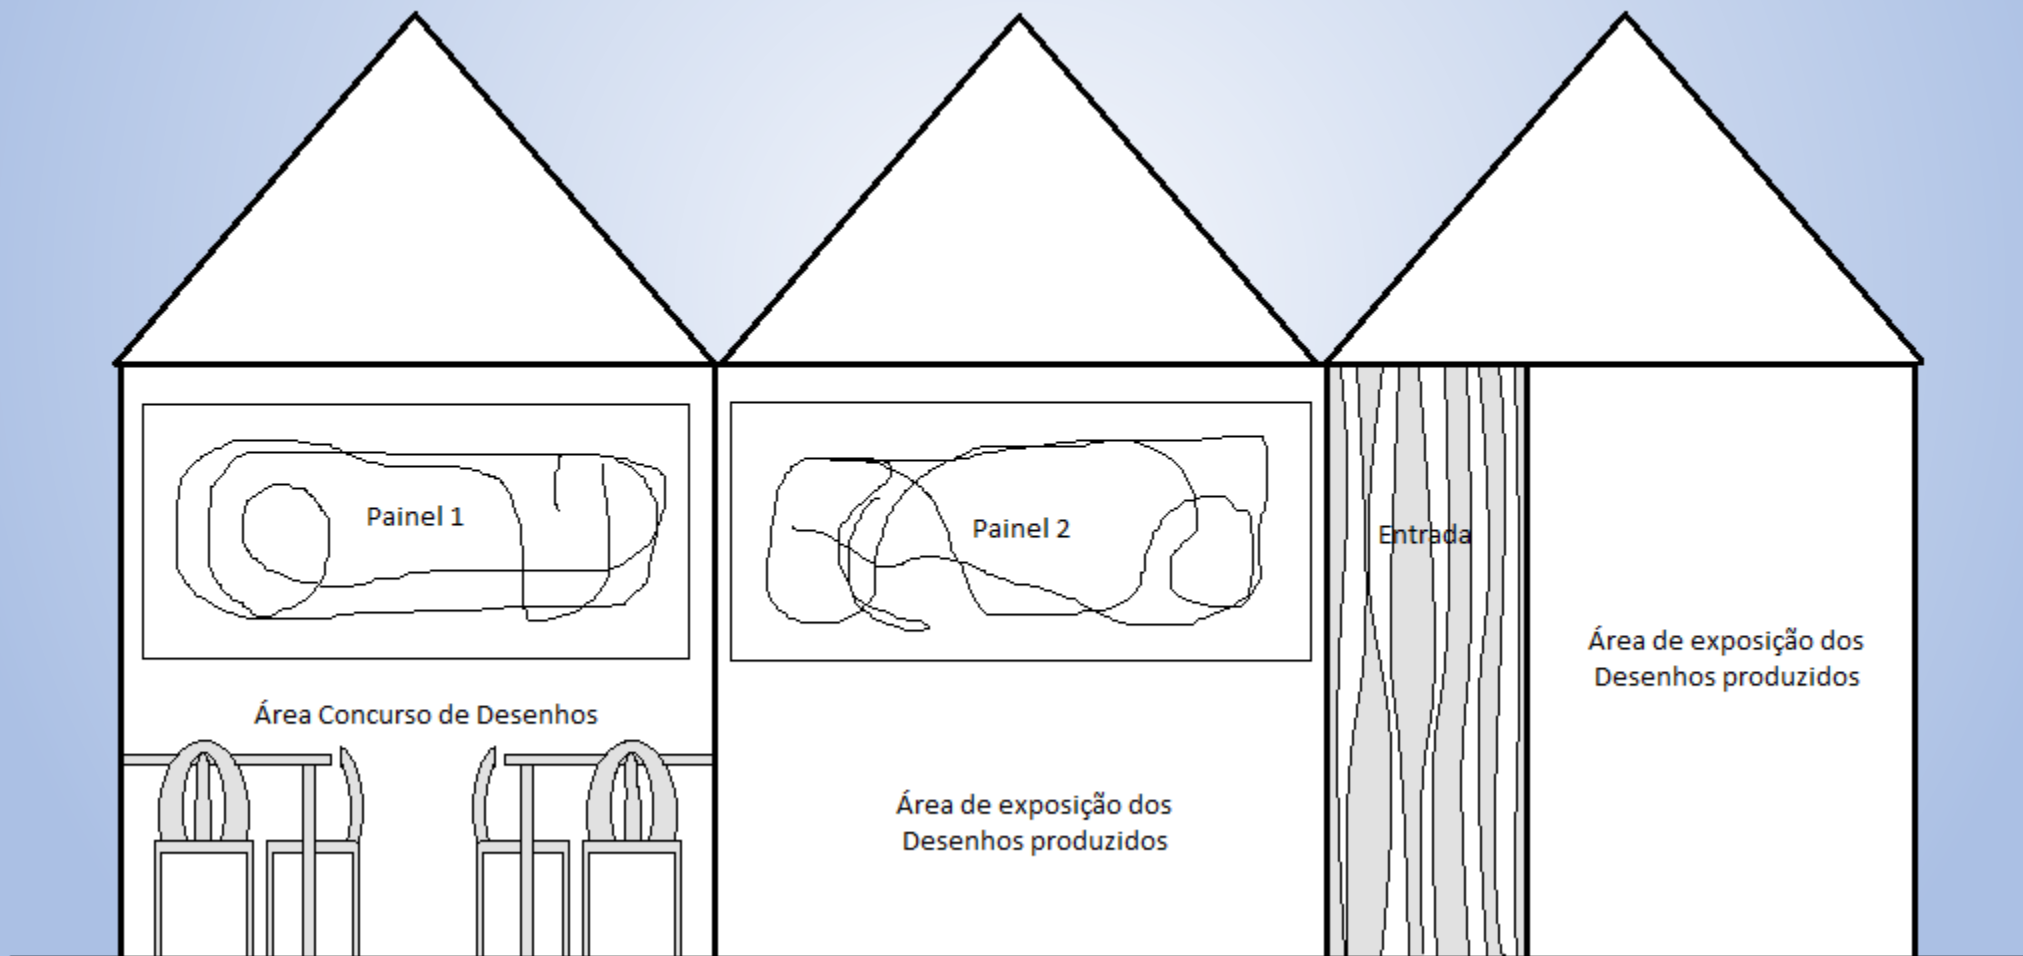 Painel 1
Área Concurso de Desenhos
Painel 2
Área de exposição dos
Desenhos produzidos
Entrada
Área de exposição dos
Desenhos produzidos